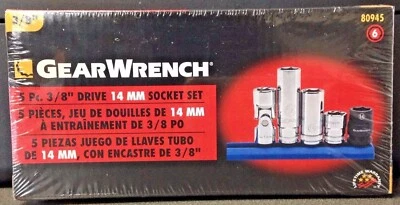 3/8"
80945
6
GEARWRENCH®
5 Pc. 3/8" DRIVE 14 MM SOCKET SET
5 PIÈCES, JEU DE DOUILLES DE 14 MM
À ENTRAÎNEMENT DE 3/8 PO
5 PIEZAS JUEGO DE LLAVES TUBO
DE 14 MM, CON ENCASTRE DE 3/8"